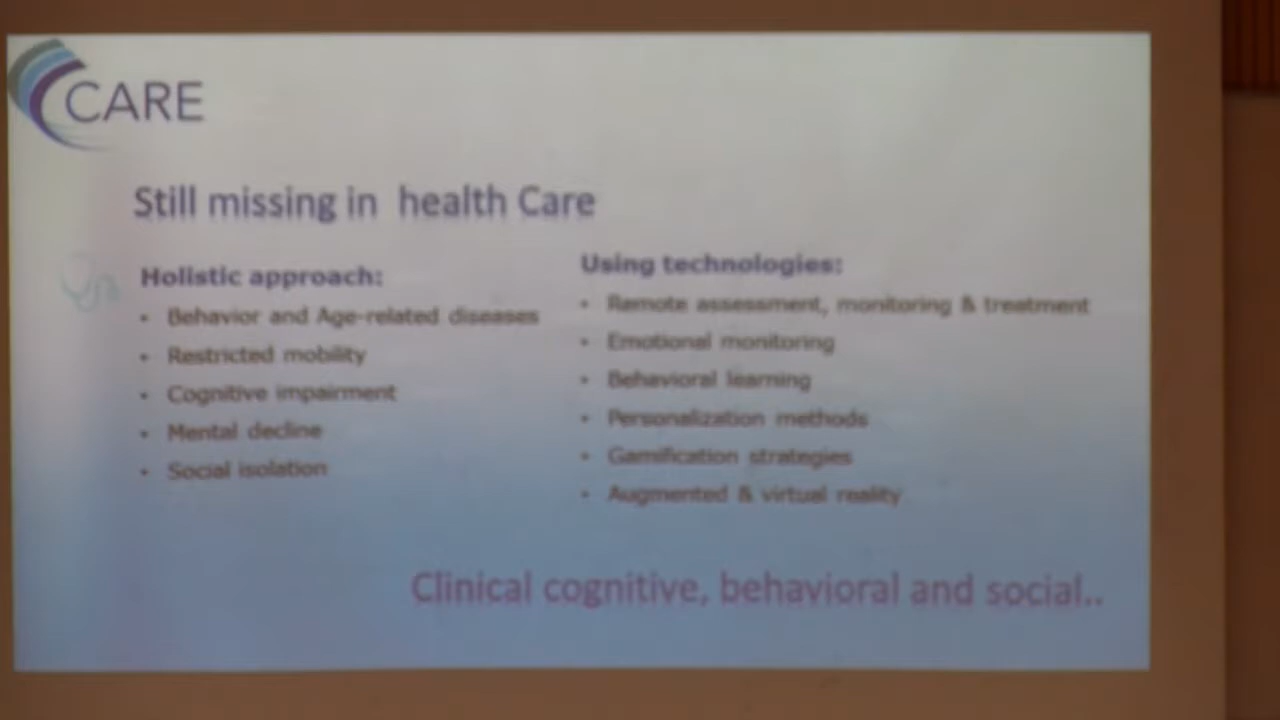 CARE
Still missing in health Care
Holistic approach:
• Behavior and Age-related diseases
• Restricted mobility
• Cognitive impairment
• Mental decline
• Social isolation
Using technologies:
• Remote assessment, monitoring & treatment
• Emotional monitoring
• Behavioral learning
• Personalization methods
• Gamification strategies
• Augmented & virtual reality
Clinical cognitive, behavioral and social..